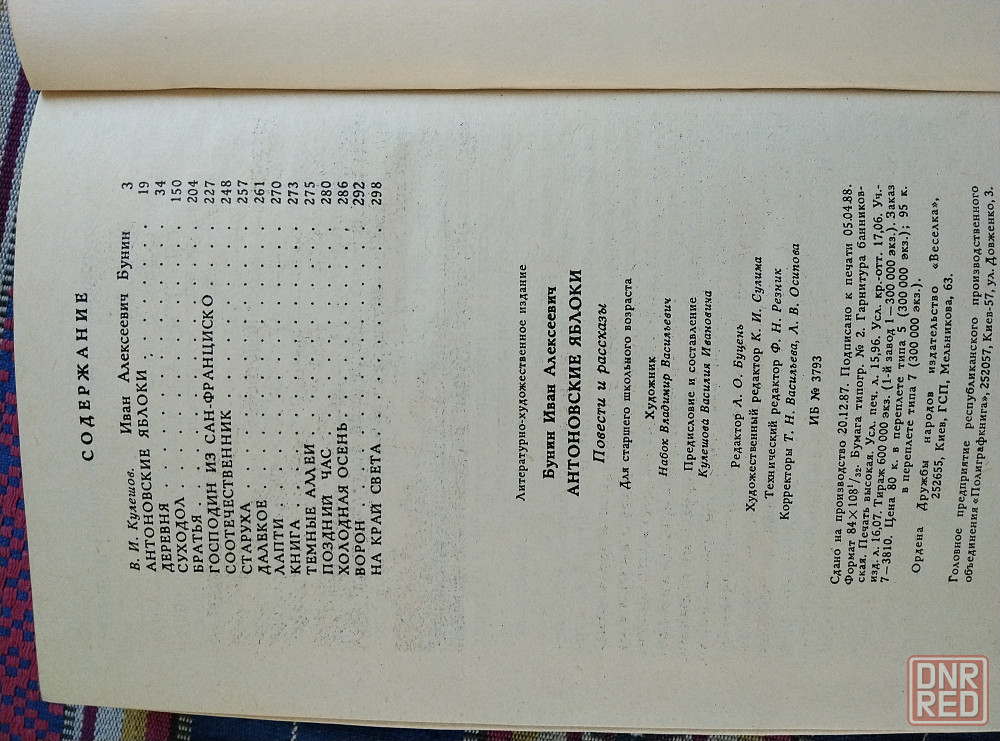 СОДЕРЖАНИЕ
В. И. Кулешов. Иван Алексеевич Бунин 3
АНТОНОВСКИЕ ЯБЛОКИ . . . . . . . 19
ДЕРЕВНЯ . . . . . . . . . . . . 34
СУХОДОЛ . . . . . . . . . . . . 150
БРАТЬЯ . . . . . . . . . . . . 204
ГОСПОДИН ИЗ САН-ФРАНЦИСКО . . . . 227
СООТЕЧЕСТВЕННИК . . . . . . . . 248
СТАРУХА . . . . . . . . . . . . 257
ДАЛЕКОЕ . . . . . . . . . . . . 261
ЛАПТИ . . . . . . . . . . . . 270
КНИГА . . . . . . . . . . . . 273
ТЕМНЫЕ АЛЛЕИ . . . . . . . . . 275
ПОЗДНИЙ ЧАС . . . . . . . . . 280
ХОЛОДНАЯ ОСЕНЬ . . . . . . . . 286
ВОРОН . . . . . . . . . . . . 292
НА КРАЙ СВЕТА . . . . . . . . . 298
Литературно-художественное издание
Бунин Иван Алексеевич
АНТОНОВСКИЕ ЯБЛОКИ
Повести и рассказы
Для старшего школьного возраста
Художник
Набок Владимир Васильевич
Предисловие и составление
Кулешова Василия Ивановича
Редактор Л. О. Буцень
Художественный редактор К. И. Сулима
Технический редактор Ф. Н. Резник
Корректоры Т. Н. Васильева, Л. В. Осипова
ИБ № 3793
Сдано на производство 20.12.87. Подписано к печати 05.04.88.
Формат 84×108¹/₃₂. Бумага типогр. № 2. Гарнитура банников-
ская. Печать высокая. Усл. печ. л. 15,96. Усл. кр.-отт. 17,06. Уч.-
изд. л. 16,07. Тираж 600 000 экз. (1-й завод 1—300 000 экз.). Заказ
7—3810. Цена 80 к. в переплете типа 5 (300 000 экз.); 95 к.
в переплете типа 7 (300 000 экз.).
Ордена Дружбы народов издательство «Веселка»,
252655, Киев, ГСП, Мельникова, 63.
Головное предприятие республиканского производственного
объединения «Полиграфкнига», 252057, Киев-57, ул. Довженко, 3.
DNR
RED